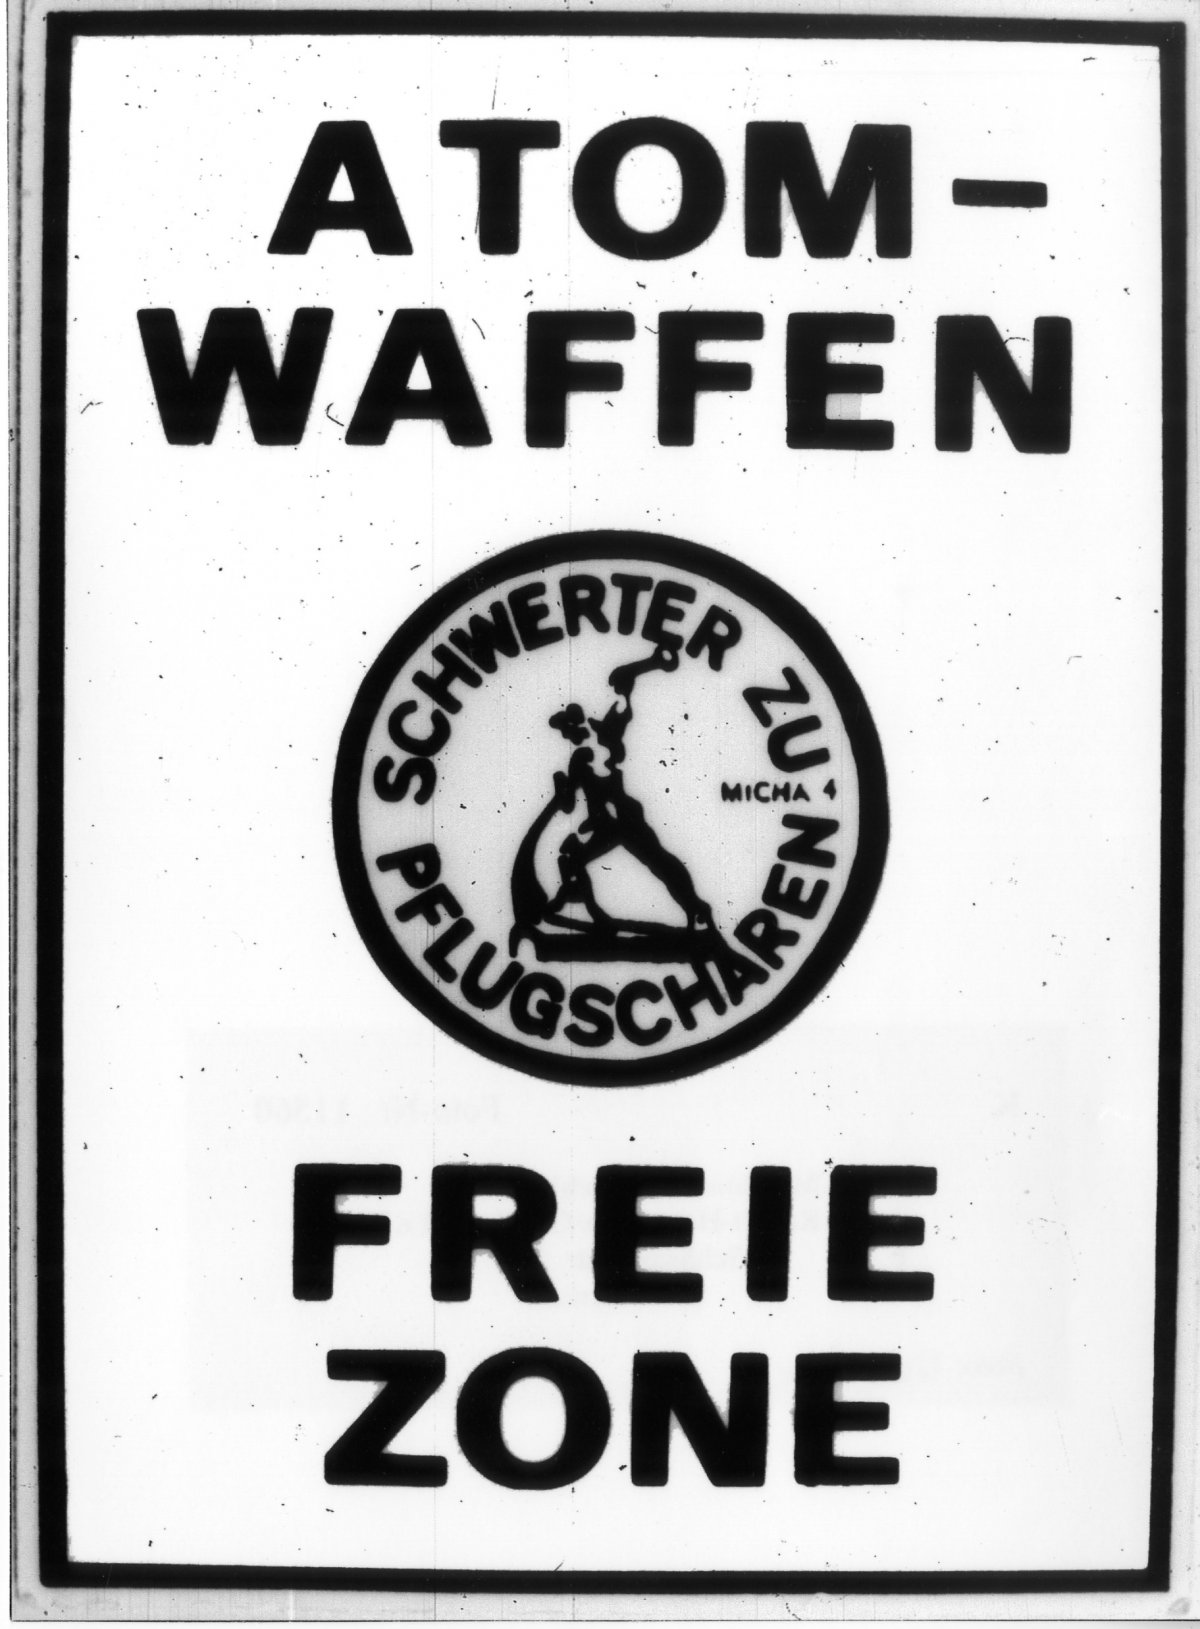 ATOM-
WAFFEN
SCHWERTER ZU
MICHA 4
PFLUGSCHAREN
FREIE
ZONE